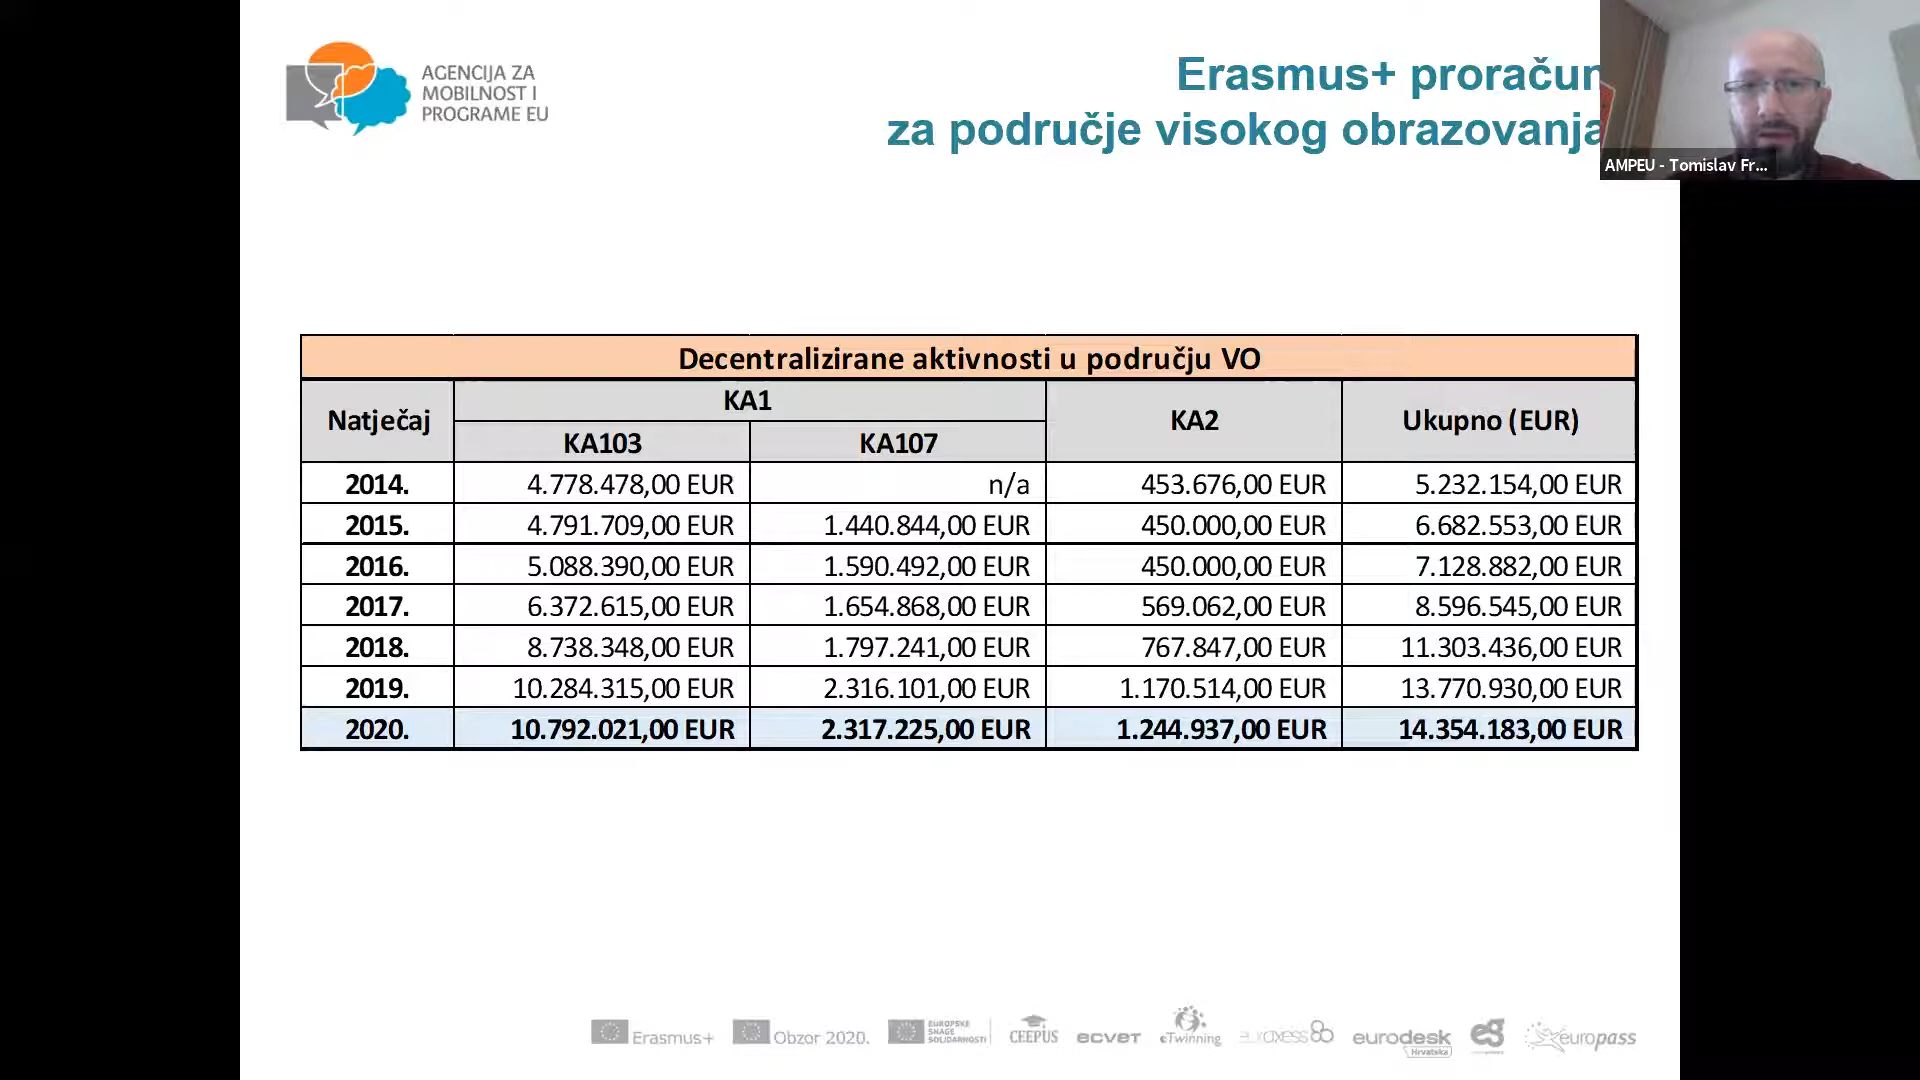 AGENCIJA ZA
MOBILNOST I
PROGRAME EU
Erasmus+ proračun
za područje visokog obrazovanja
AMPEU - Tomislav Fr...
Decentralizirane aktivnosti u području VO
Natječaj KA1 KA2 Ukupno (EUR)
KA103 KA107
2014. 4.778.478,00 EUR n/a 453.676,00 EUR 5.232.154,00 EUR
2015. 4.791.709,00 EUR 1.440.844,00 EUR 450.000,00 EUR 6.682.553,00 EUR
2016. 5.088.390,00 EUR 1.590.492,00 EUR 450.000,00 EUR 7.128.882,00 EUR
2017. 6.372.615,00 EUR 1.654.868,00 EUR 569.062,00 EUR 8.596.545,00 EUR
2018. 8.738.348,00 EUR 1.797.241,00 EUR 767.847,00 EUR 11.303.436,00 EUR
2019. 10.284.315,00 EUR 2.316.101,00 EUR 1.170.514,00 EUR 13.770.930,00 EUR
2020. 10.792.021,00 EUR 2.317.225,00 EUR 1.244.937,00 EUR 14.354.183,00 EUR
Erasmus+
Obzor 2020.
EUROPSKE
SNAGE
SOLIDARNOSTI
CEEPUS
ecvet
eTwinning
euraxess
eurodesk
Hrvatska
eg
europass